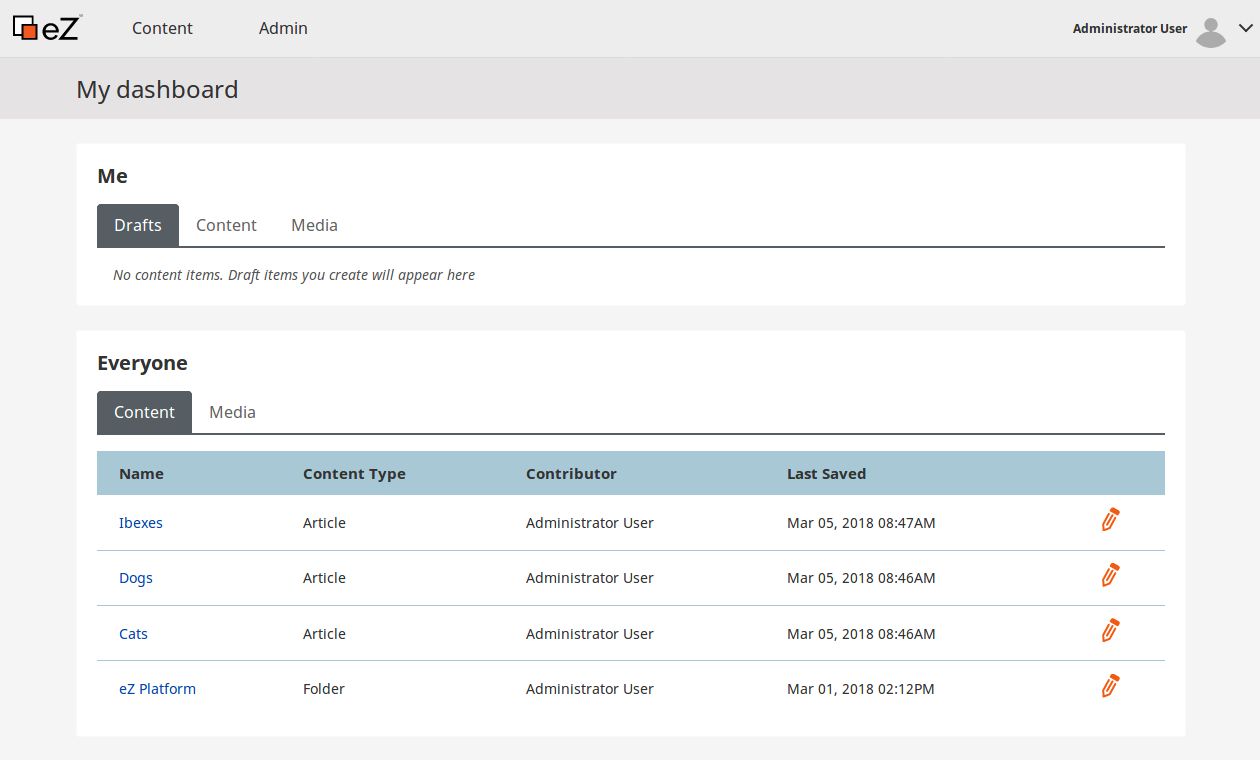 eZ Content Admin Administrator User
My dashboard
Me
Drafts Content Media
No content items. Draft items you create will appear here
Everyone
Content Media
Name Content Type Contributor Last Saved
Ibexes Article Administrator User Mar 05, 2018 08:47AM
Dogs Article Administrator User Mar 05, 2018 08:46AM
Cats Article Administrator User Mar 05, 2018 08:46AM
eZ Platform Folder Administrator User Mar 01, 2018 02:12PM